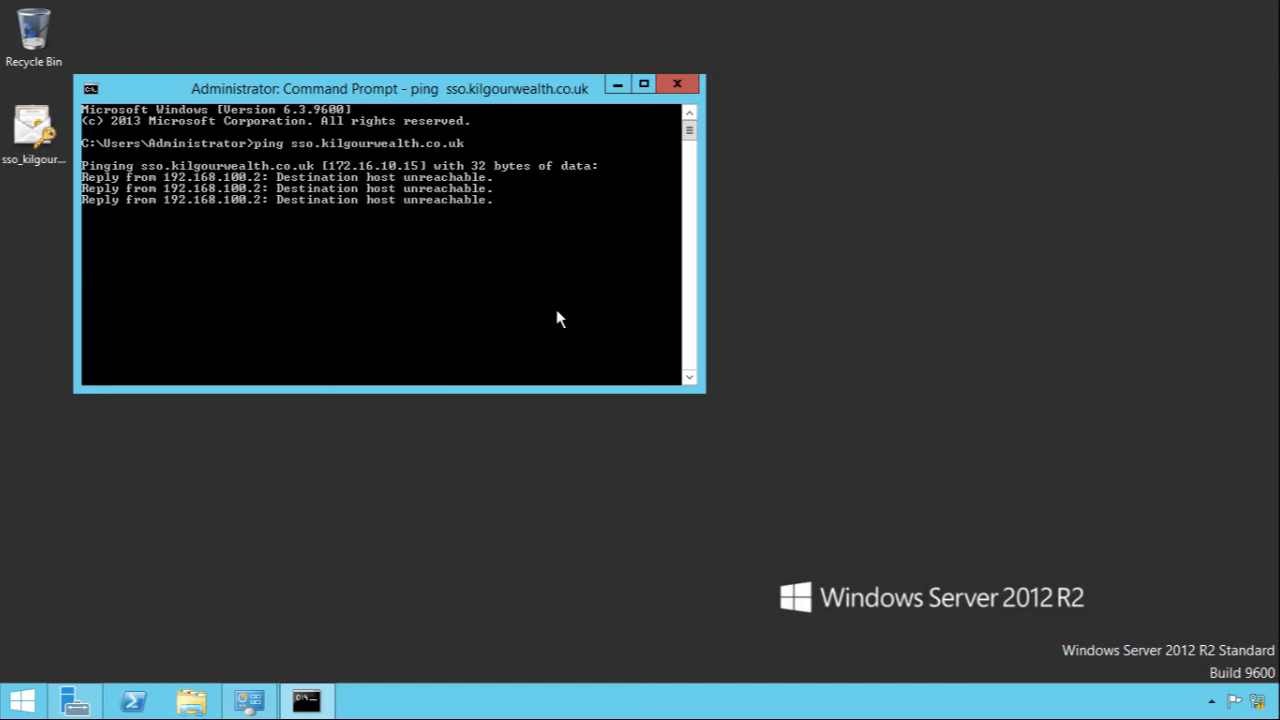 Recycle Bin
sso_kilgour...
Administrator: Command Prompt - ping sso.kilgourwealth.co.uk
Microsoft Windows [Version 6.3.9600]
(c) 2013 Microsoft Corporation. All rights reserved.
C:\Users\Administrator>ping sso.kilgourwealth.co.uk
Pinging sso.kilgourwealth.co.uk [172.16.10.15] with 32 bytes of data:
Reply from 192.168.100.2: Destination host unreachable.
Reply from 192.168.100.2: Destination host unreachable.
Reply from 192.168.100.2: Destination host unreachable.
Windows Server 2012 R2
Windows Server 2012 R2 Standard
Build 9600